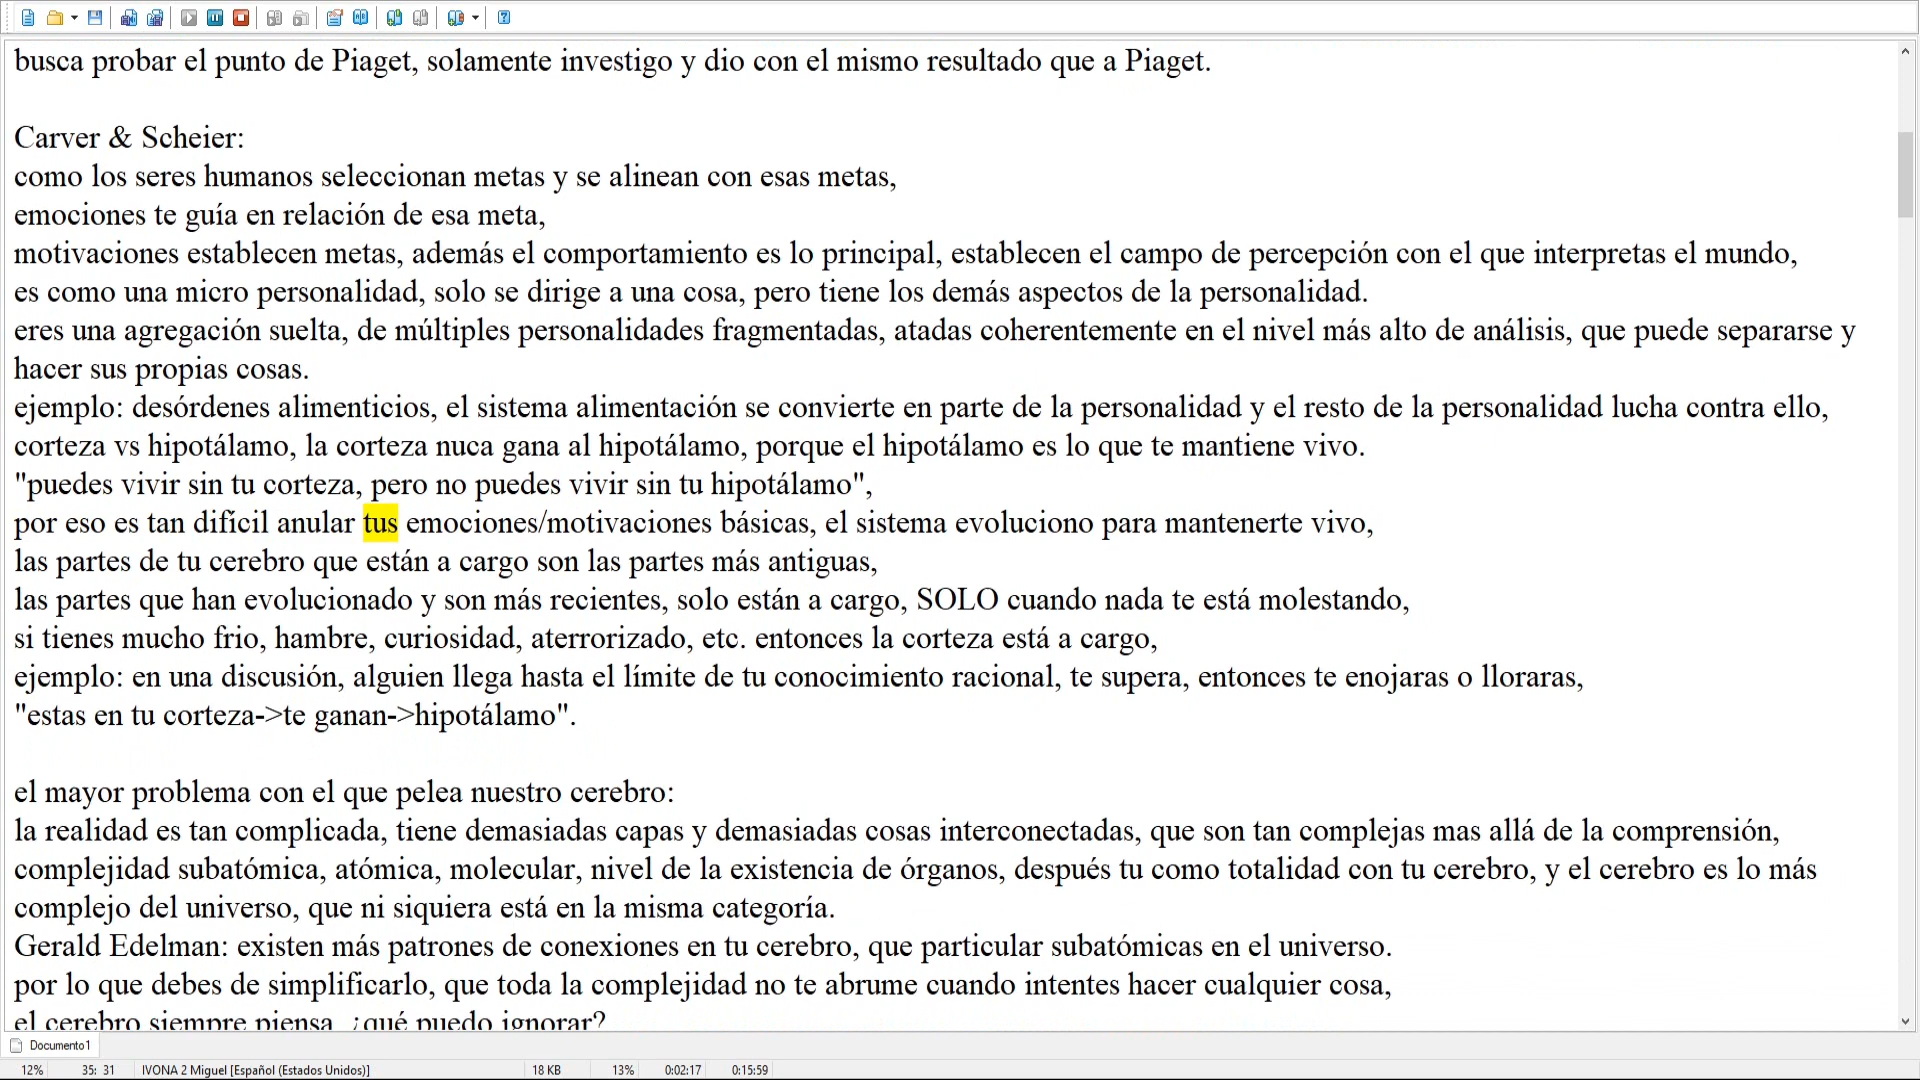 busca probar el punto de Piaget, solamente investigo y dio con el mismo resultado que a Piaget.
Carver & Scheier:
como los seres humanos seleccionan metas y se alinean con esas metas,
emociones te guía en relación de esa meta,
motivaciones establecen metas, además el comportamiento es lo principal, establecen el campo de percepción con el que interpretas el mundo,
es como una micro personalidad, solo se dirige a una cosa, pero tiene los demás aspectos de la personalidad.
eres una agregación suelta, de múltiples personalidades fragmentadas, atadas coherentemente en el nivel más alto de análisis, que puede separarse y
hacer sus propias cosas.
ejemplo: desórdenes alimenticios, el sistema alimentación se convierte en parte de la personalidad y el resto de la personalidad lucha contra ello,
corteza vs hipotálamo, la corteza nuca gana al hipotálamo, porque el hipotálamo es lo que te mantiene vivo.
"puedes vivir sin tu corteza, pero no puedes vivir sin tu hipotálamo",
por eso es tan difícil anular tus emociones/motivaciones básicas, el sistema evoluciono para mantenerte vivo,
las partes de tu cerebro que están a cargo son las partes más antiguas,
las partes que han evolucionado y son más recientes, solo están a cargo, SOLO cuando nada te está molestando,
si tienes mucho frio, hambre, curiosidad, aterrorizado, etc. entonces la corteza está a cargo,
ejemplo: en una discusión, alguien llega hasta el límite de tu conocimiento racional, te supera, entonces te enojaras o lloraras,
"estas en tu corteza->te ganan->hipotálamo".
el mayor problema con el que pelea nuestro cerebro:
la realidad es tan complicada, tiene demasiadas capas y demasiadas cosas interconectadas, que son tan complejas mas allá de la comprensión,
complejidad subatómica, atómica, molecular, nivel de la existencia de órganos, después tu como totalidad con tu cerebro, y el cerebro es lo más
complejo del universo, que ni siquiera está en la misma categoría.
Gerald Edelman: existen más patrones de conexiones en tu cerebro, que particular subatómicas en el universo.
por lo que debes de simplificarlo, que toda la complejidad no te abrume cuando intentes hacer cualquier cosa,
el cerebro siempre piensa, ¿qué puedo ignorar?
Documento1
12% 35: 31 IVONA 2 Miguel [Español (Estados Unidos)] 18 KB 13% 0:02:17 0:15:59